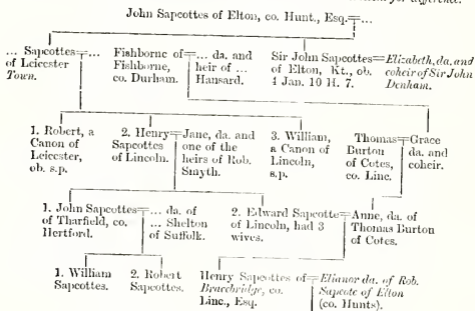 for difference.
John Sapcottes of Elton, co. Hunt., Esq.=...
... Sapcottes=...
of Leicester
Town.
Fishborne of=... da. and
Fishborne, heir of ...
co. Durham. Hansard.
Sir John Sapcottes=Elizabeth, da. and
of Elton, Kt., ob. coheir of Sir John
4 Jan. 10 H. 7. Denham.
1. Robert, a
Canon of
Leicester,
ob. s.p.
2. Henry=Jane, da. and
Sapcottes one of the
of Lincoln. heirs of Rob.
Smyth.
3. William,
a Canon of
Lincoln,
s.p.
Thomas=Grace
Burton da. and
of Cotes, coheir.
co. Linc.
1. John Sapcottes=... da. of
of Tharfield, co. ... Shelton
Hertford. of Suffolk.
2. Edward Sapcotte=Anne, da. of
of Lincoln, had 3 Thomas Burton
wives. of Cotes.
1. William
Sapcottes.
2. Robert
Sapcottes.
Henry Sapcottes of=Elianor da. of Rob.
Bracebridge, co. Sapcote of Elton
Linc., Esq. (co. Hunts).